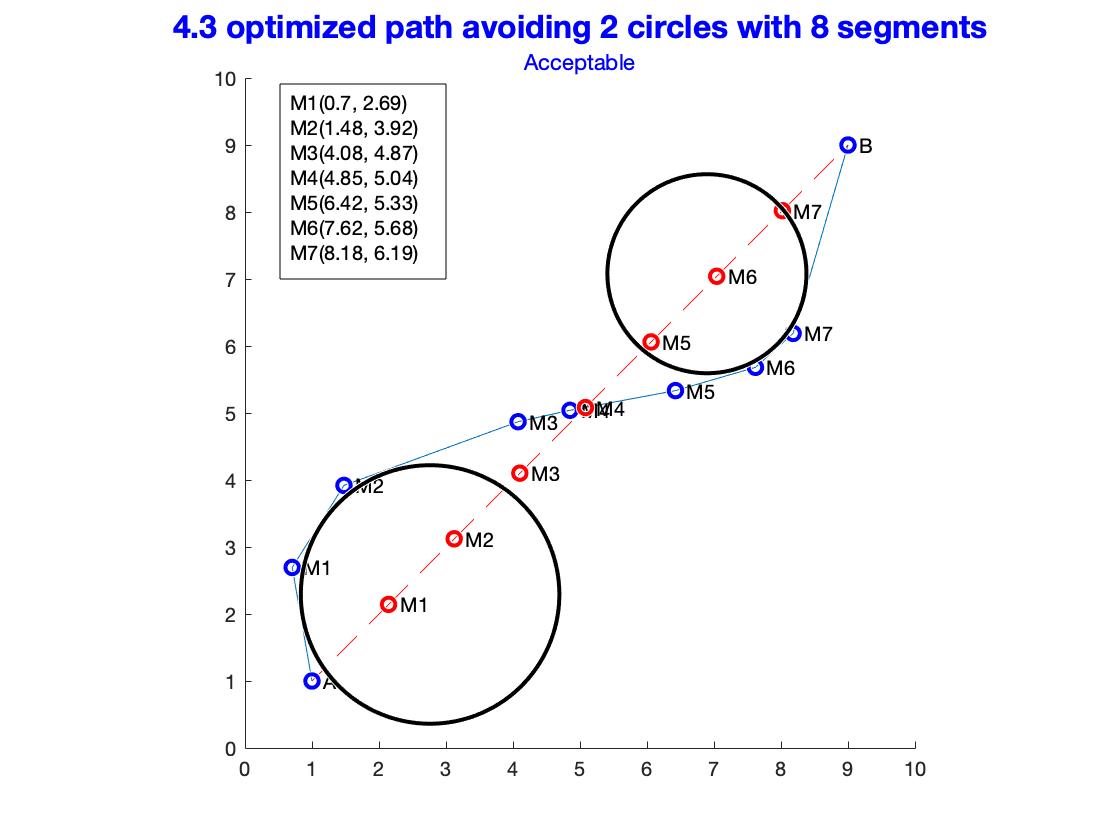 4.3 optimized path avoiding 2 circles with 8 segments
Acceptable
10
M1(0.7, 2.69)
M2(1.48, 3.92)
M3(4.08, 4.87)
M4(4.85, 5.04)
M5(6.42, 5.33)
M6(7.62, 5.68)
M7(8.18, 6.19)
9
B
8
M7
7
M6
6
M5
M7
M6
M5
5
M3
M4
M4
4
M2
M3
3
M2
M1
2
M1
1
A
0
0 1 2 3 4 5 6 7 8 9 10